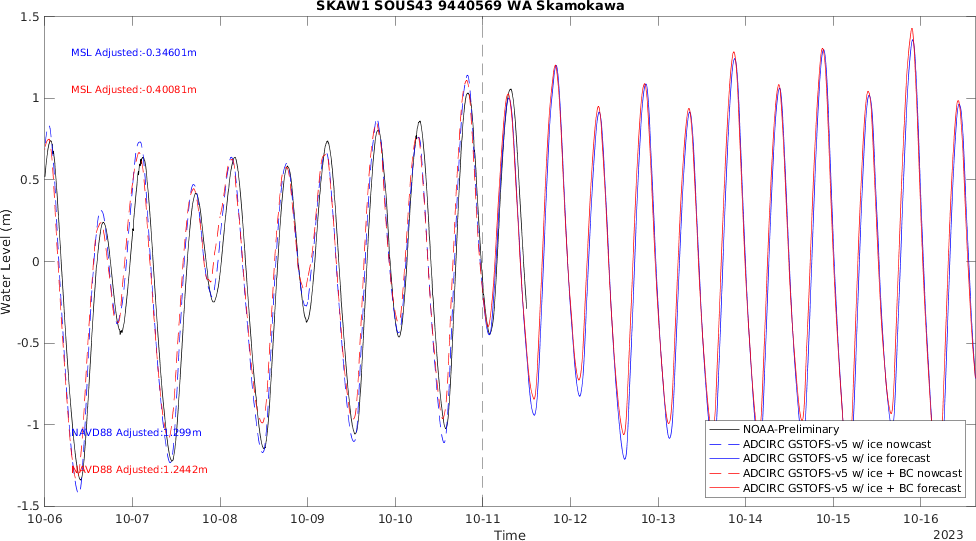 SKAW1 SOUS43 9440569 WA Skamokawa
Water Level (m)
1.5
1
0.5
0
-0.5
-1
-1.5
MSL Adjusted:-0.34601m
MSL Adjusted:-0.40081m
NAVD88 Adjusted:1.299m
NAVD88 Adjusted:1.2442m
NOAA-Preliminary
ADCIRC GSTOFS-v5 w/ ice nowcast
ADCIRC GSTOFS-v5 w/ ice forecast
ADCIRC GSTOFS-v5 w/ ice + BC nowcast
ADCIRC GSTOFS-v5 w/ ice + BC forecast
10-06 10-07 10-08 10-09 10-10 10-11 10-12 10-13 10-14 10-15 10-16
Time
2023